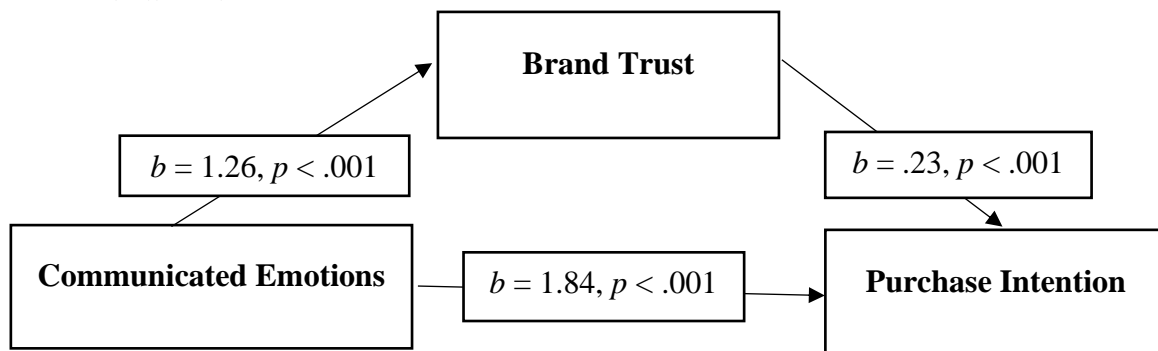 Brand Trust
b = 1.26, p < .001
b = .23, p < .001
Communicated Emotions
b = 1.84, p < .001
Purchase Intention